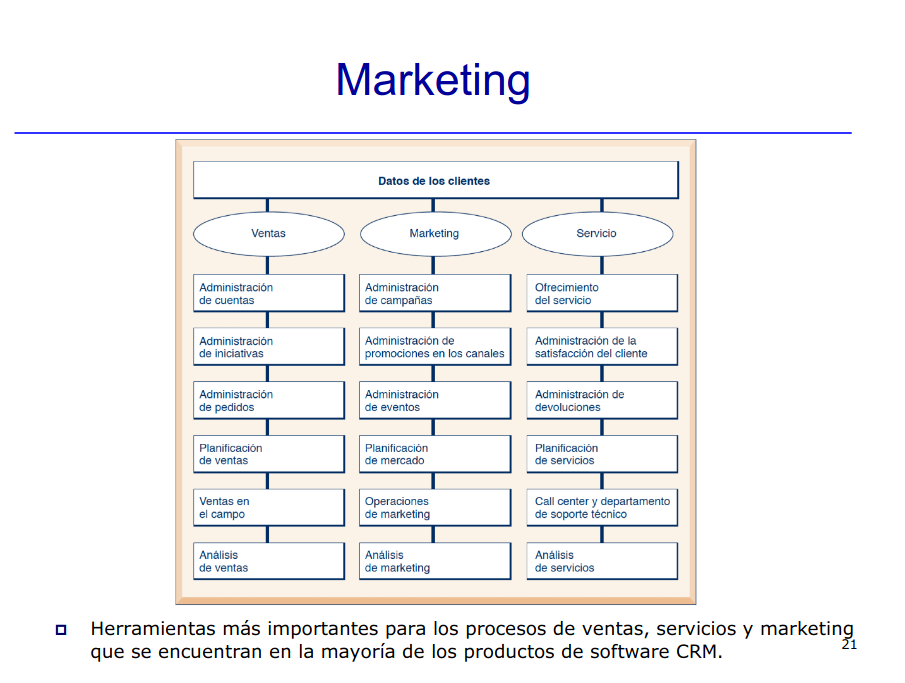 Marketing
Datos de los clientes
Ventas
Marketing
Servicio
Administración
de cuentas
Administración
de campañas
Ofrecimiento
del servicio
Administración
de iniciativas
Administración de
promociones en los canales
Administración de la
satisfacción del cliente
Administración
de pedidos
Administración
de eventos
Administración de
devoluciones
Planificación
de ventas
Planificación
de mercado
Planificación
de servicios
Ventas en
el campo
Operaciones
de marketing
Call center y departamento
de soporte técnico
Análisis
de ventas
Análisis
de marketing
Análisis
de servicios
Herramientas más importantes para los procesos de ventas, servicios y marketing
que se encuentran en la mayoría de los productos de software CRM.
21